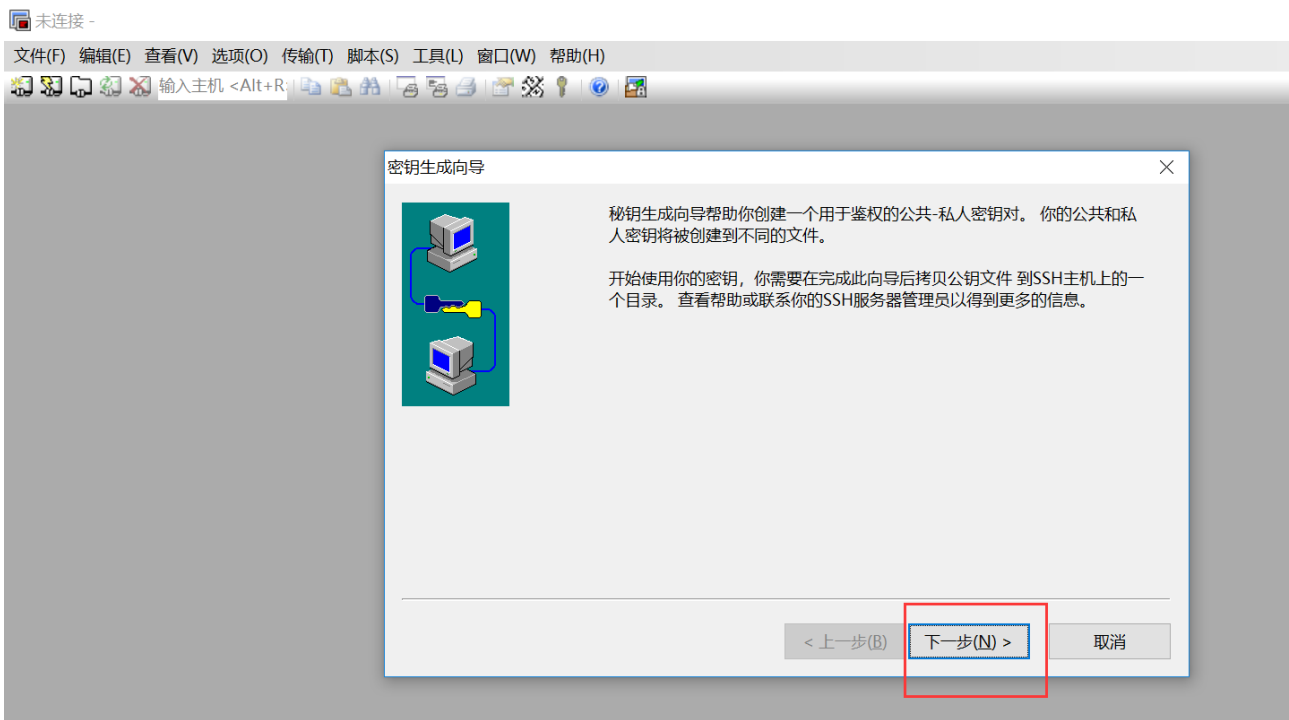 未连接 -
文件(F) 编辑(E) 查看(V) 选项(O) 传输(T) 脚本(S) 工具(L) 窗口(W) 帮助(H)
输入主机 <Alt+R
密钥生成向导
秘钥生成向导帮助你创建一个用于鉴权的公共-私人密钥对。 你的公共和私
人密钥将被创建到不同的文件。
开始使用你的密钥，你需要在完成此向导后拷贝公钥文件 到SSH主机上的一
个目录。 查看帮助或联系你的SSH服务器管理员以得到更多的信息。
< 上一步(B) 下一步(N) > 取消